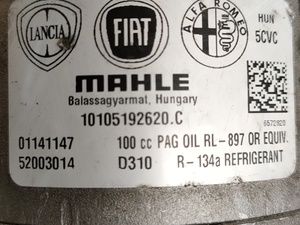 LANCIA FIAT ALFA ROMEO HUN
5CVC
MAHLE
Balassagyarmat, Hungary
10105192620.C
6572820
01141147 100 cc PAG OIL RL-897 OR EQUIV.
52003014 D310 R-134a REFRIGERANT